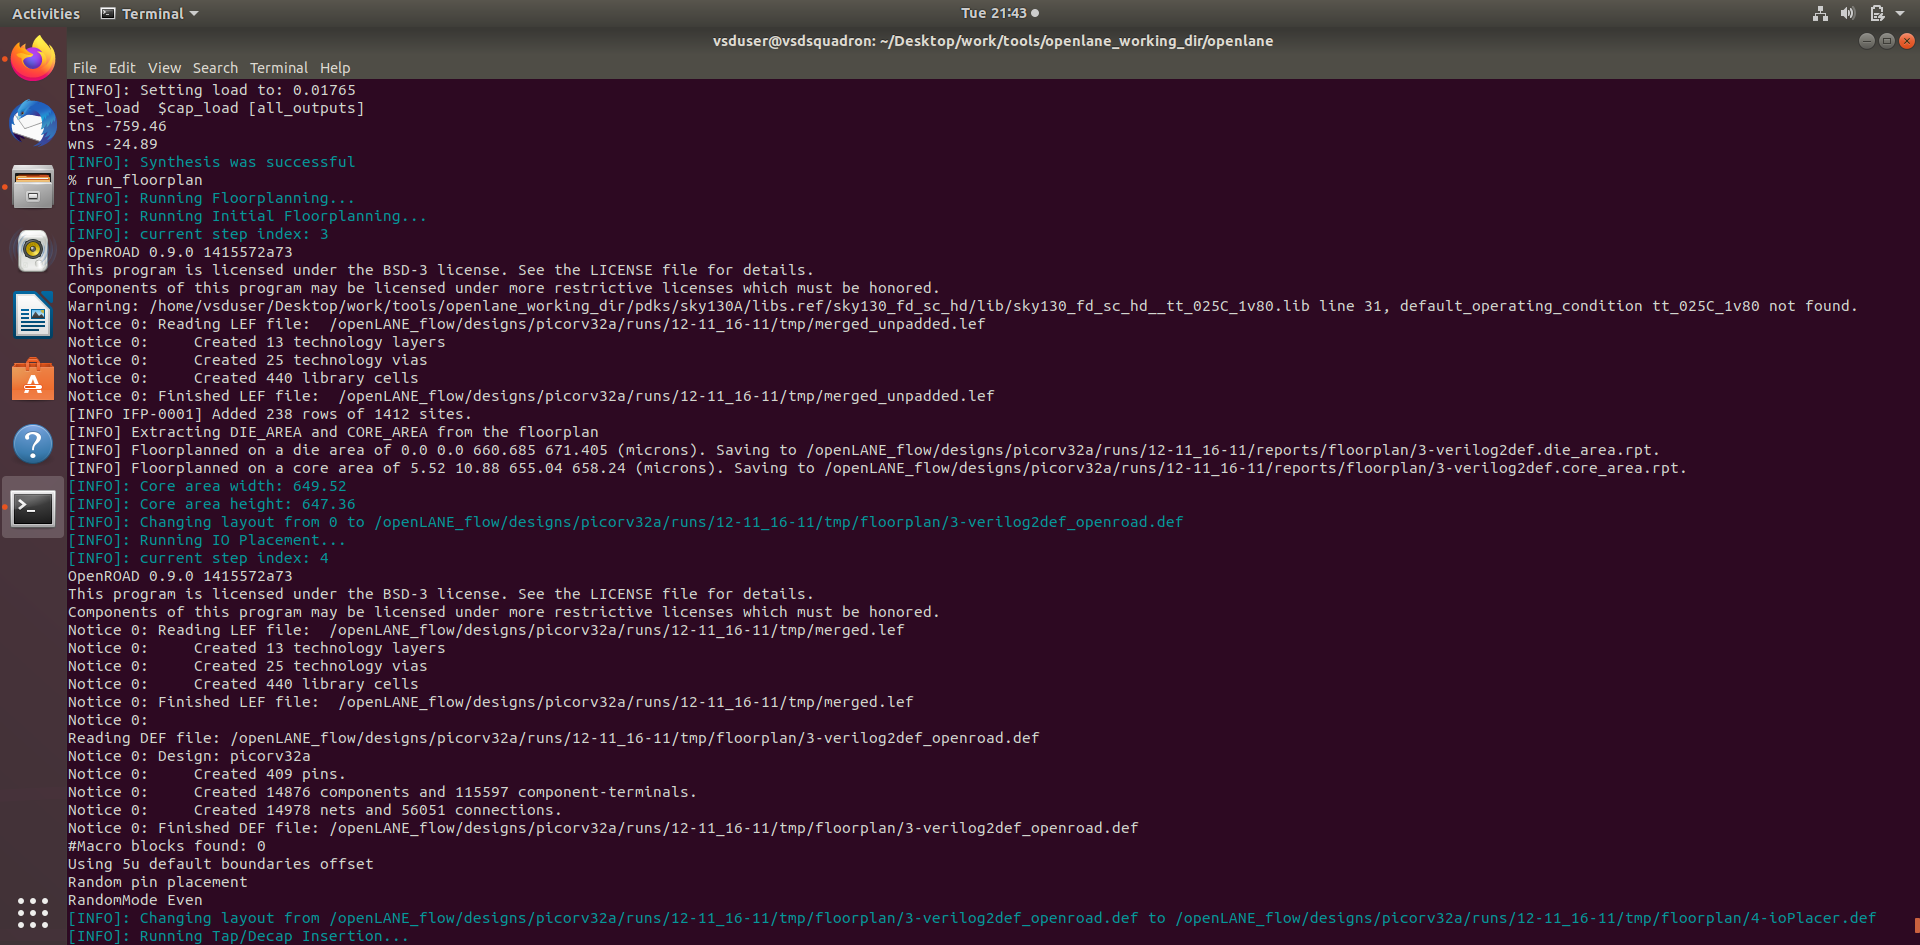 Activities Terminal Tue 21:43
vsduser@vsdsquadron: ~/Desktop/work/tools/openlane_working_dir/openlane
File Edit View Search Terminal Help
[INFO]: Setting load to: 0.01765
set_load  $cap_load [all_outputs]
tns -759.46
wns -24.89
[INFO]: Synthesis was successful
% run_floorplan
[INFO]: Running Floorplanning...
[INFO]: Running Initial Floorplanning...
[INFO]: current step index: 3
OpenROAD 0.9.0 1415572a73
This program is licensed under the BSD-3 license. See the LICENSE file for details.
Components of this program may be licensed under more restrictive licenses which must be honored.
Warning: /home/vsduser/Desktop/work/tools/openlane_working_dir/pdks/sky130A/libs.ref/sky130_fd_sc_hd/lib/sky130_fd_sc_hd__tt_025C_1v80.lib line 31, default_operating_condition tt_025C_1v80 not found.
Notice 0: Reading LEF file:  /openLANE_flow/designs/picorv32a/runs/12-11_16-11/tmp/merged_unpadded.lef
Notice 0:     Created 13 technology layers
Notice 0:     Created 25 technology vias
Notice 0:     Created 440 library cells
Notice 0: Finished LEF file:  /openLANE_flow/designs/picorv32a/runs/12-11_16-11/tmp/merged_unpadded.lef
[INFO IFP-0001] Added 238 rows of 1412 sites.
[INFO] Extracting DIE_AREA and CORE_AREA from the floorplan
[INFO] Floorplanned on a die area of 0.0 0.0 660.685 671.405 (microns). Saving to /openLANE_flow/designs/picorv32a/runs/12-11_16-11/reports/floorplan/3-verilog2def.die_area.rpt.
[INFO] Floorplanned on a core area of 5.52 10.88 655.04 658.24 (microns). Saving to /openLANE_flow/designs/picorv32a/runs/12-11_16-11/reports/floorplan/3-verilog2def.core_area.rpt.
[INFO]: Core area width: 649.52
[INFO]: Core area height: 647.36
[INFO]: Changing layout from 0 to /openLANE_flow/designs/picorv32a/runs/12-11_16-11/tmp/floorplan/3-verilog2def_openroad.def
[INFO]: Running IO Placement...
[INFO]: current step index: 4
OpenROAD 0.9.0 1415572a73
This program is licensed under the BSD-3 license. See the LICENSE file for details.
Components of this program may be licensed under more restrictive licenses which must be honored.
Notice 0: Reading LEF file:  /openLANE_flow/designs/picorv32a/runs/12-11_16-11/tmp/merged.lef
Notice 0:     Created 13 technology layers
Notice 0:     Created 25 technology vias
Notice 0:     Created 440 library cells
Notice 0: Finished LEF file:  /openLANE_flow/designs/picorv32a/runs/12-11_16-11/tmp/merged.lef
Notice 0:
Reading DEF file: /openLANE_flow/designs/picorv32a/runs/12-11_16-11/tmp/floorplan/3-verilog2def_openroad.def
Notice 0: Design: picorv32a
Notice 0:     Created 409 pins.
Notice 0:     Created 14876 components and 115597 component-terminals.
Notice 0:     Created 14978 nets and 56051 connections.
Notice 0: Finished DEF file: /openLANE_flow/designs/picorv32a/runs/12-11_16-11/tmp/floorplan/3-verilog2def_openroad.def
#Macro blocks found: 0
Using 5u default boundaries offset
Random pin placement
RandomMode Even
[INFO]: Changing layout from /openLANE_flow/designs/picorv32a/runs/12-11_16-11/tmp/floorplan/3-verilog2def_openroad.def to /openLANE_flow/designs/picorv32a/runs/12-11_16-11/tmp/floorplan/4-ioPlacer.def
[INFO]: Running Tap/Decap Insertion...